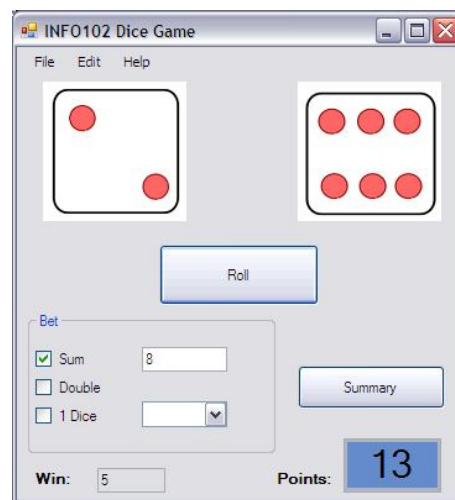 INFO102 Dice Game
File Edit Help
Roll
Bet
Sum 8
Double
1 Dice
Summary
Win: 5
Points: 13